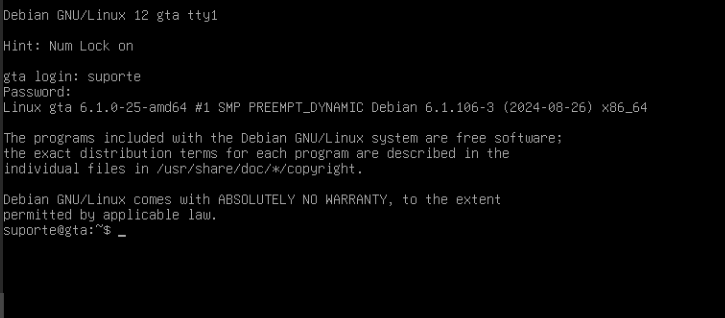 Debian GNU/Linux 12 gta tty1
Hint: Num Lock on
gta login: suporte
Password:
Linux gta 6.1.0-25-amd64 #1 SMP PREEMPT_DYNAMIC Debian 6.1.106-3 (2024-08-26) x86_64
The programs included with the Debian GNU/Linux system are free software;
the exact distribution terms for each program are described in the
individual files in /usr/share/doc/*/copyright.
Debian GNU/Linux comes with ABSOLUTELY NO WARRANTY, to the extent
permitted by applicable law.
suporte@gta:~$ _